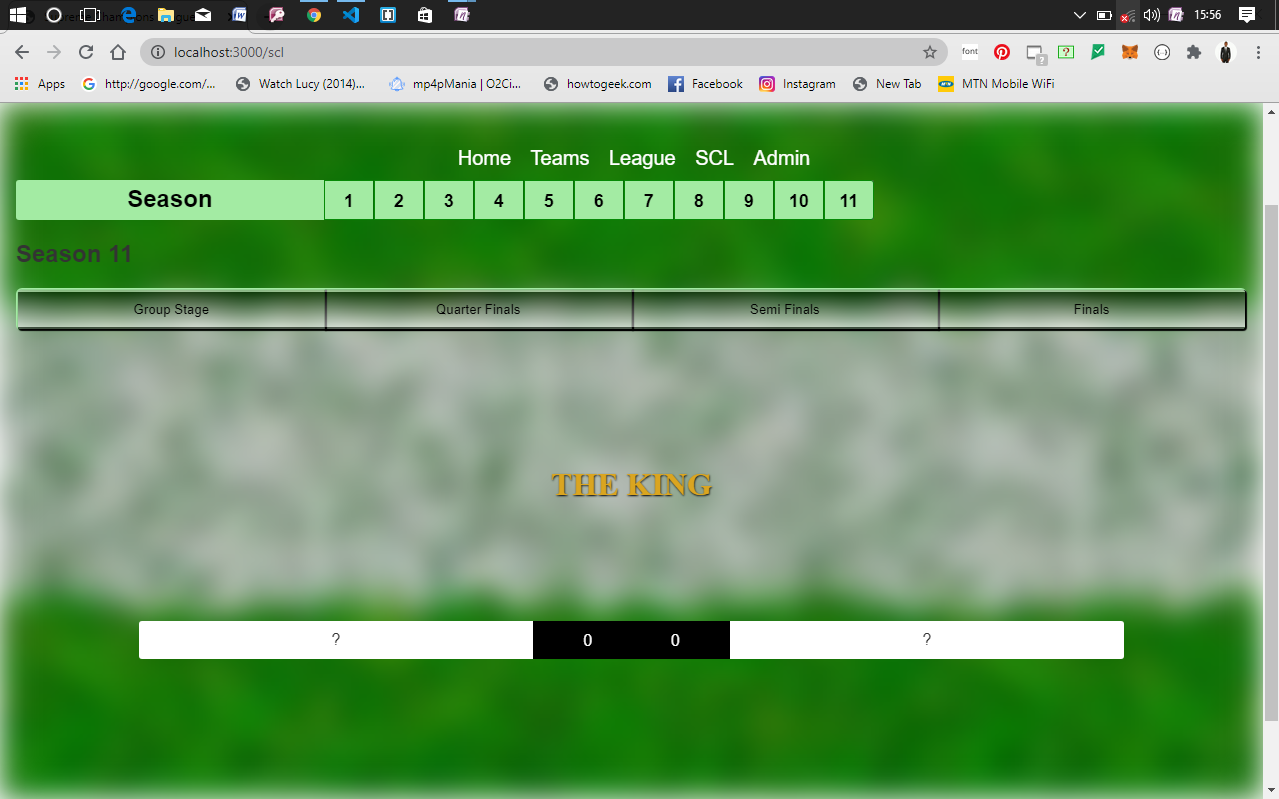 15:56
localhost:3000/scl
font
Apps http://google.com/... Watch Lucy (2014)... mp4pMania | O2Ci... howtogeek.com Facebook Instagram New Tab MTN Mobile WiFi
Home Teams League SCL Admin
Season 1 2 3 4 5 6 7 8 9 10 11
Season 11
Group Stage Quarter Finals Semi Finals Finals
THE KING
? 0 0 ?